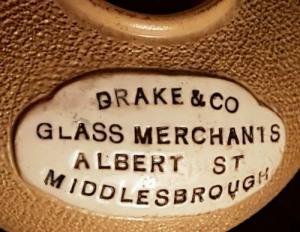 DRAKE & CO
GLASS MERCHANTS
ALBERT ST
MIDDLESBROUGH